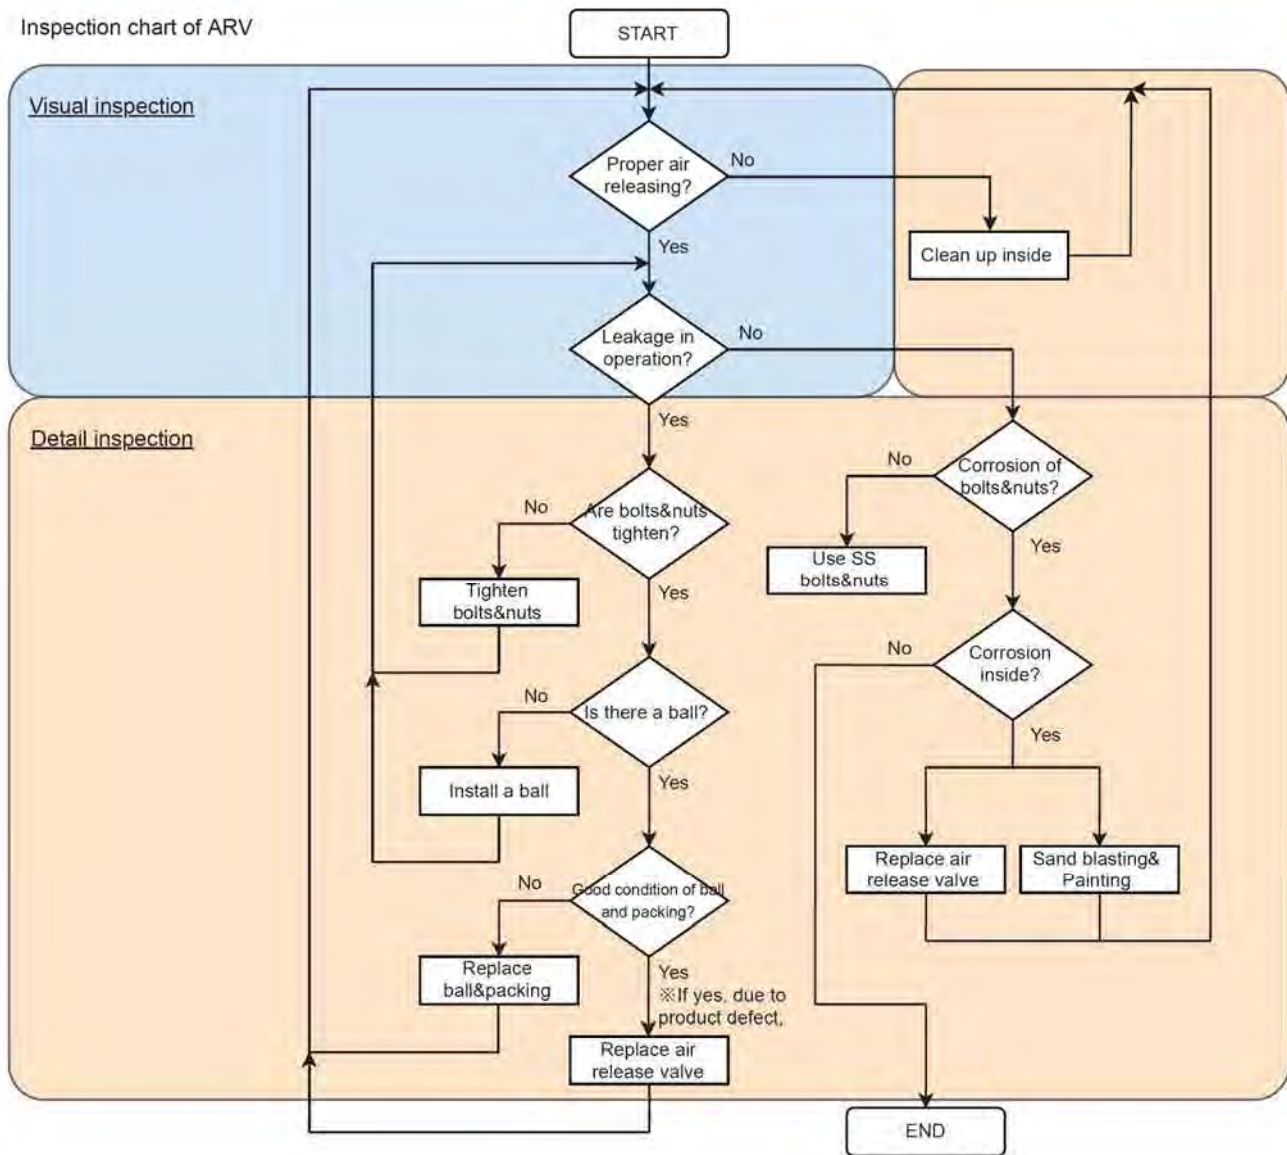 Inspection chart of ARV
START
Visual inspection
Proper air
releasing?
No
Yes
Clean up inside
Leakage in
operation?
No
Yes
Detail inspection
Corrosion of
bolts&nuts?
No
Yes
Are bolts&nuts
tighten?
No
Yes
Use SS
bolts&nuts
Tighten
bolts&nuts
Corrosion
inside?
No
Yes
Is there a ball?
No
Yes
Install a ball
Replace air
release valve
Sand blasting&
Painting
Good condition of ball
and packing?
No
Yes
※If yes, due to
product defect,
Replace
ball&packing
Replace air
release valve
END